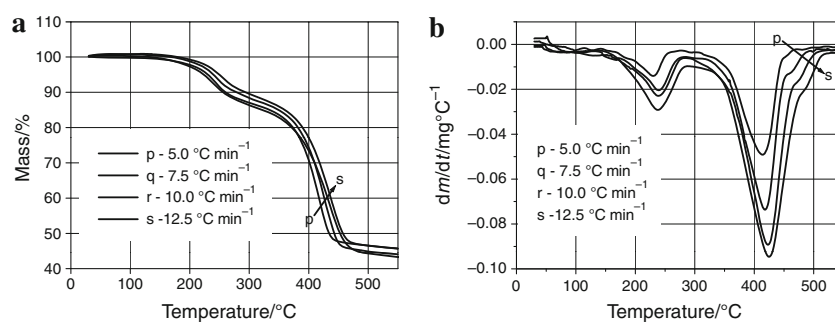 a
110
100
90
80
70
60
50
40
Mass/%
p - 5.0 °C min⁻¹
q - 7.5 °C min⁻¹
r - 10.0 °C min⁻¹
s -12.5 °C min⁻¹
p
s
0 100 200 300 400 500
Temperature/°C
b
0.00
−0.02
−0.04
−0.06
−0.08
−0.10
dm/dt/mg°C⁻¹
p
s
p - 5.0 °C min⁻¹
q - 7.5 °C min⁻¹
r - 10.0 °C min⁻¹
s -12.5 °C min⁻¹
0 100 200 300 400 500
Temperature/°C